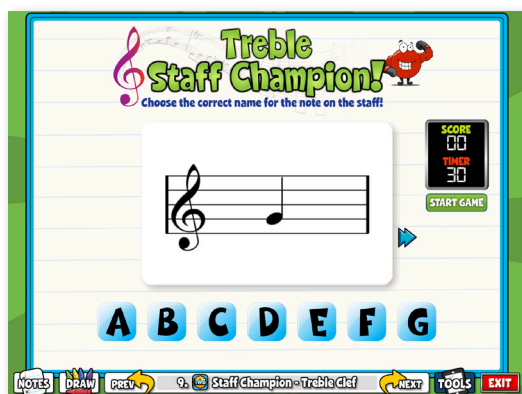 Treble
Staff Champion!
Choose the correct name for the note on the staff!
SCORE
00
TIMER
30
START GAME
A B C D E F G
NOTES DRAW PREV 9. Staff Champion - Treble Clef NEXT TOOLS EXIT